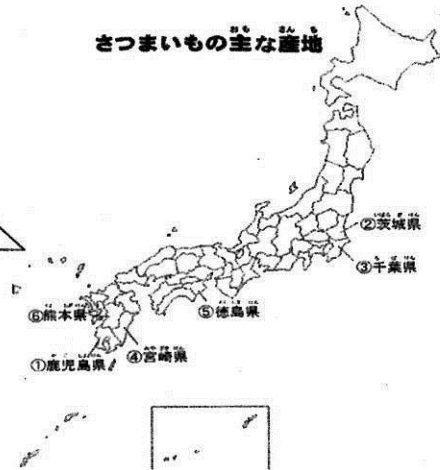 さつまいもの主な産地
②茨城県
③千葉県
⑤徳島県
⑥熊本県
④宮崎県
①鹿児島県